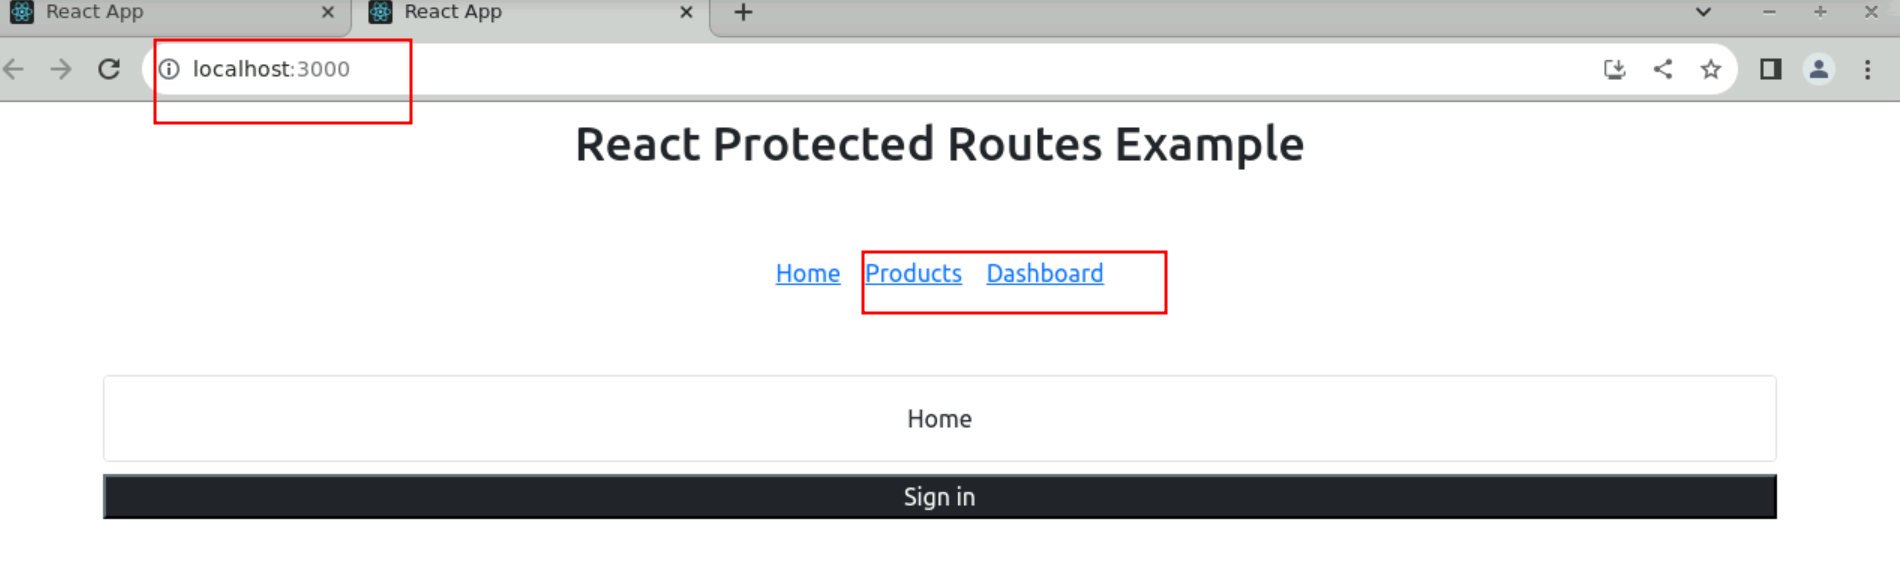 React App React App
localhost:3000
React Protected Routes Example
Home Products Dashboard
Home
Sign in